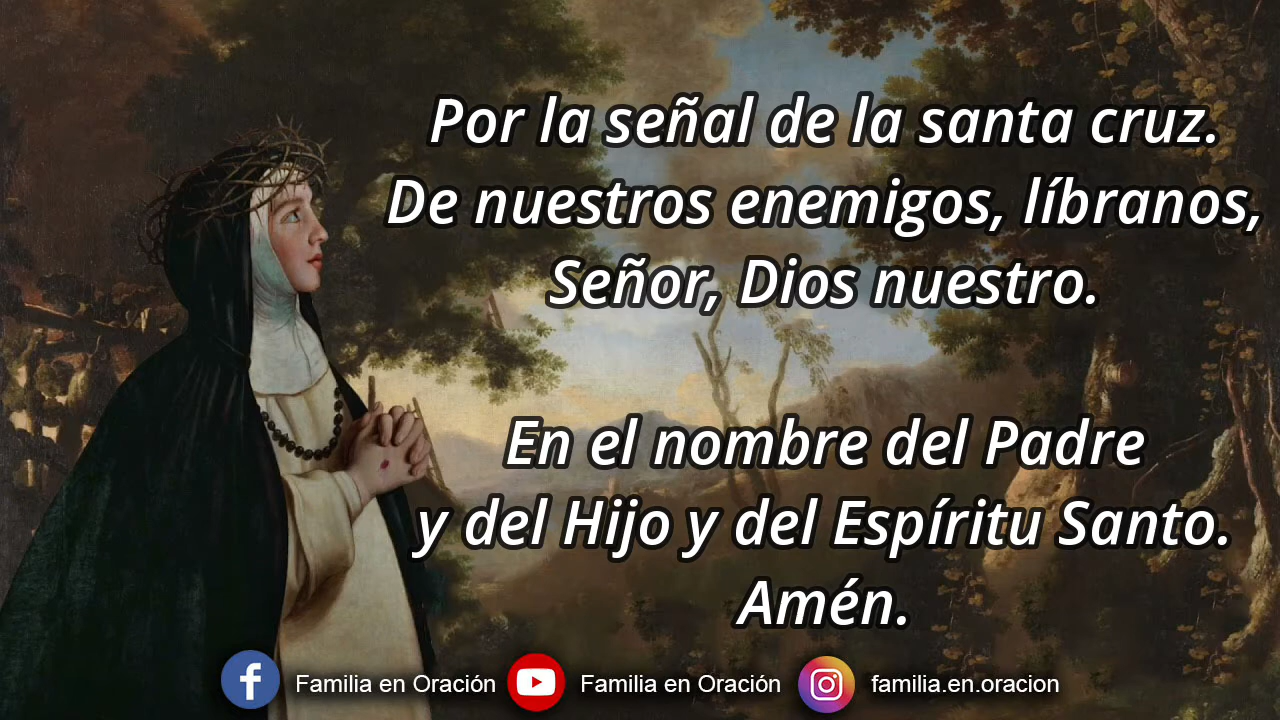 Por la señal de la santa cruz.
De nuestros enemigos, líbranos,
Señor, Dios nuestro.
En el nombre del Padre
y del Hijo y del Espíritu Santo.
Amén.
Familia en Oración Familia en Oración familia.en.oracion